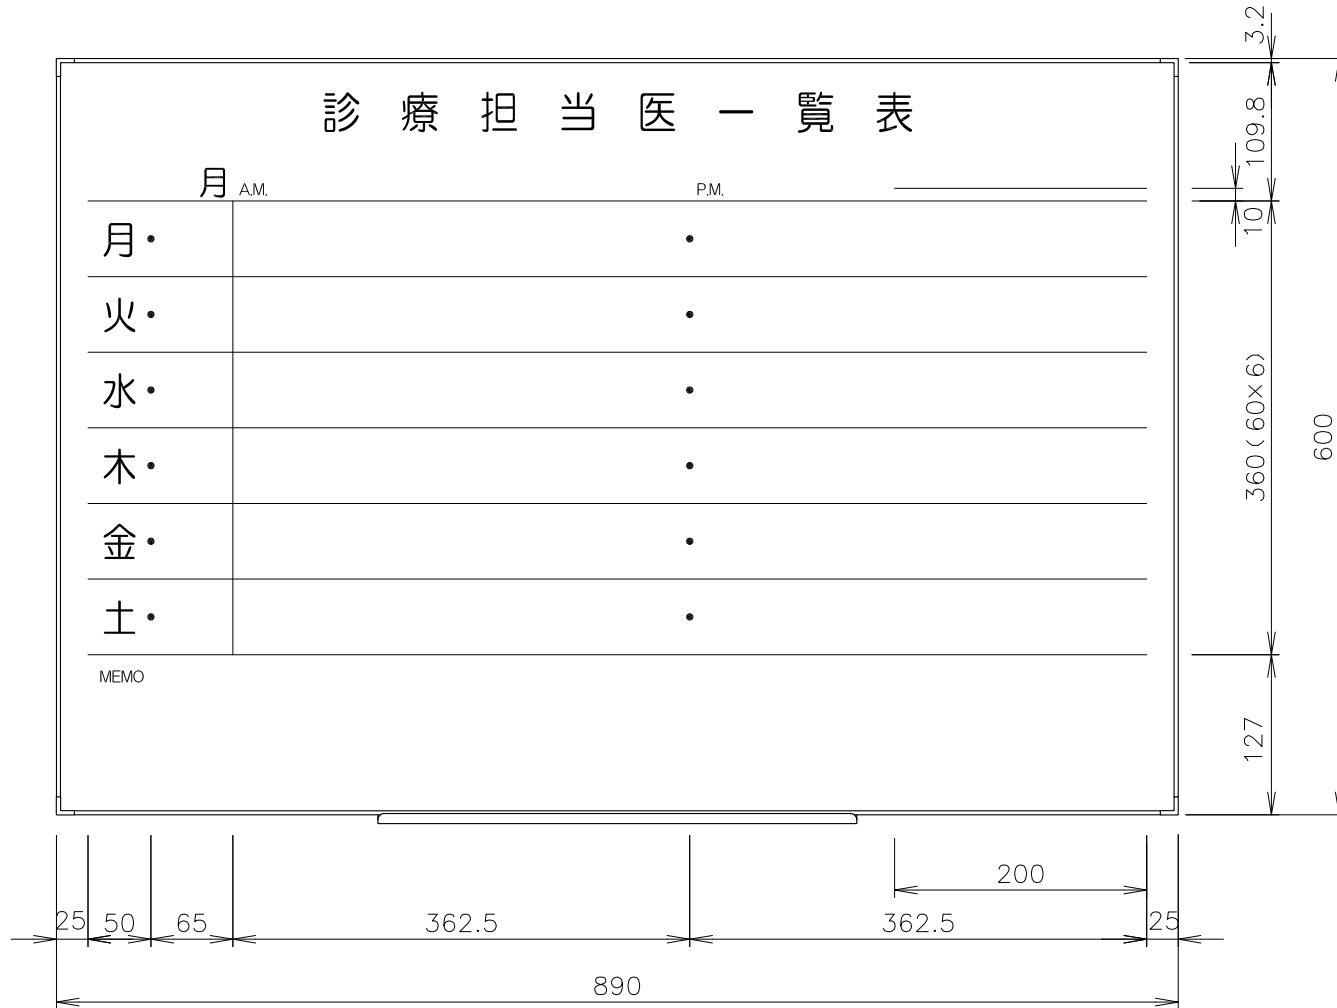 診療担当医一覧表
月 A.M. P.M.
月・ ・
火・ ・
水・ ・
木・ ・
金・ ・
土・ ・
MEMO
3.2
109.8
10
360(60×6)
600
127
200
25 50 65 362.5 362.5 25
890